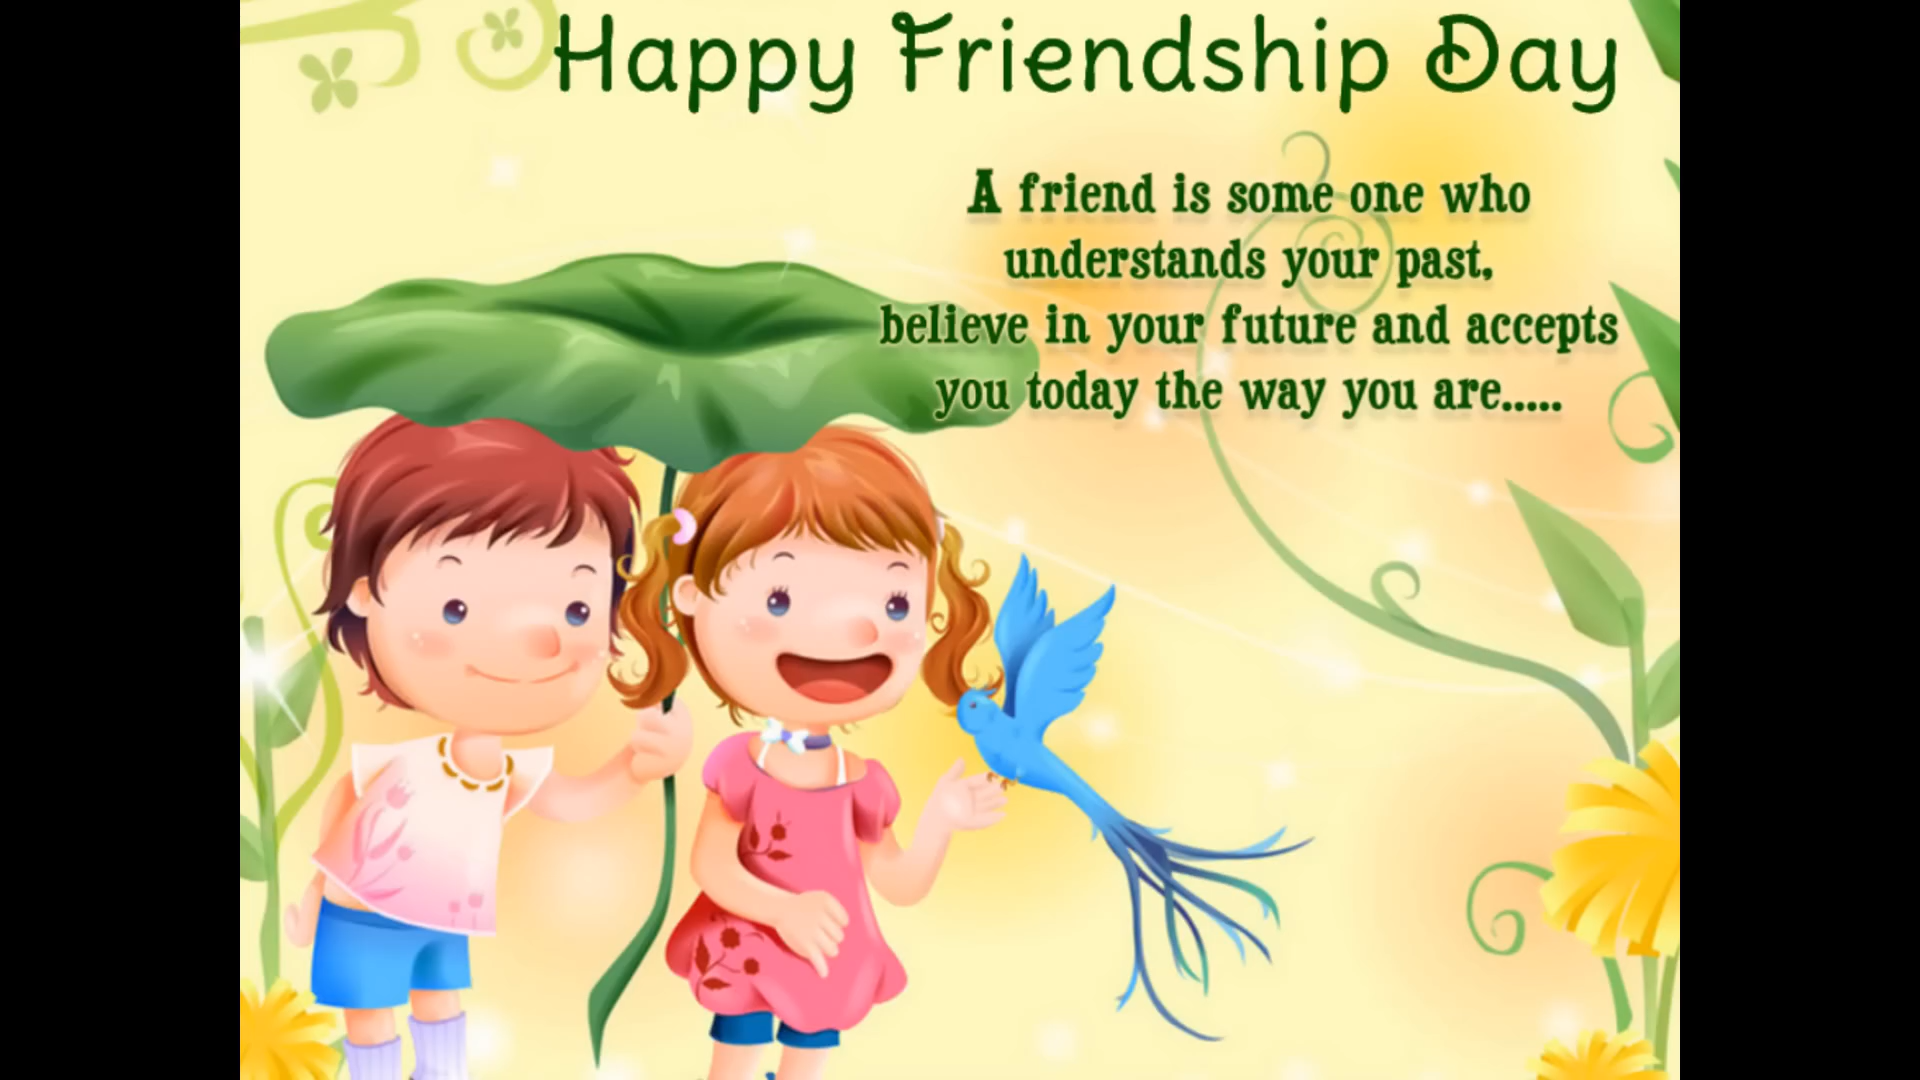 Happy Friendship Day
A friend is some one who
understands your past,
believe in your future and accepts
you today the way you are.....